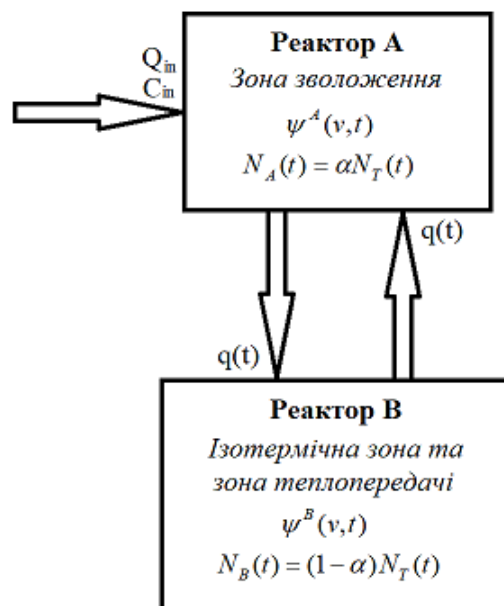 Q_in
C_in
Реактор А
Зона зволоження
ψ^A(v,t)
N_A(t) = αN_T(t)
q(t)
q(t)
Реактор В
Ізотермічна зона та
зона теплопередачі
ψ^B(v,t)
N_B(t) = (1−α)N_T(t)